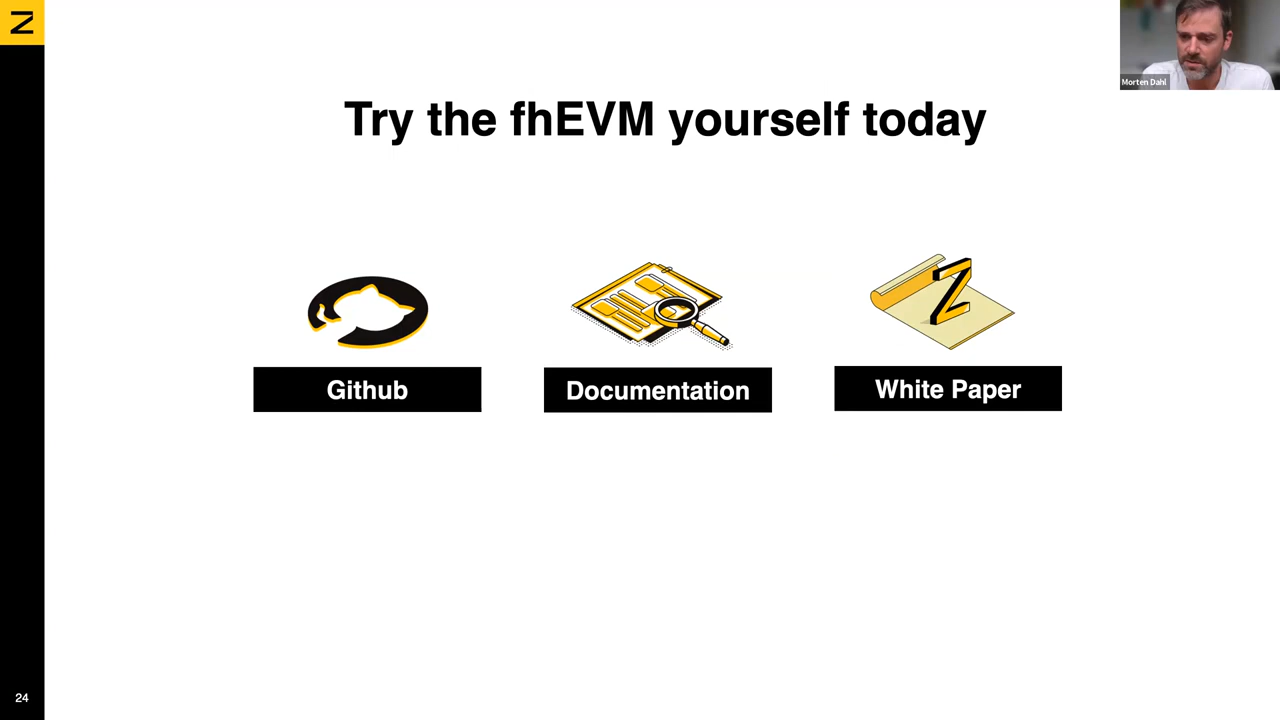 Z
Morten Dahl
Try the fhEVM yourself today
Z
Github
Documentation
White Paper
24